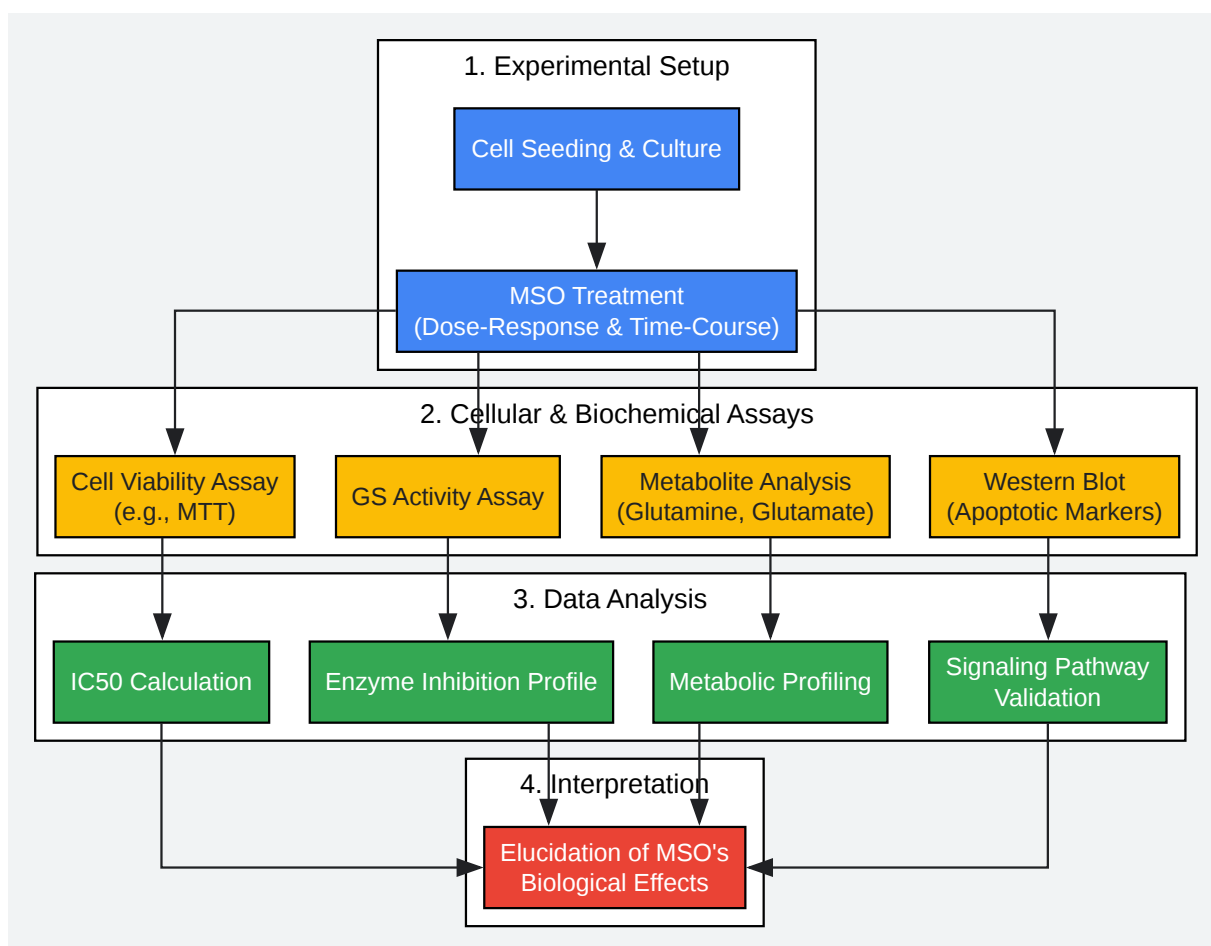 1. Experimental Setup
Cell Seeding & Culture
MSO Treatment
(Dose-Response & Time-Course)
2. Cellular & Biochemical Assays
Cell Viability Assay
(e.g., MTT)
GS Activity Assay
Metabolite Analysis
(Glutamine, Glutamate)
Western Blot
(Apoptotic Markers)
3. Data Analysis
IC50 Calculation
Enzyme Inhibition Profile
Metabolic Profiling
Signaling Pathway
Validation
4. Interpretation
Elucidation of MSO's
Biological Effects